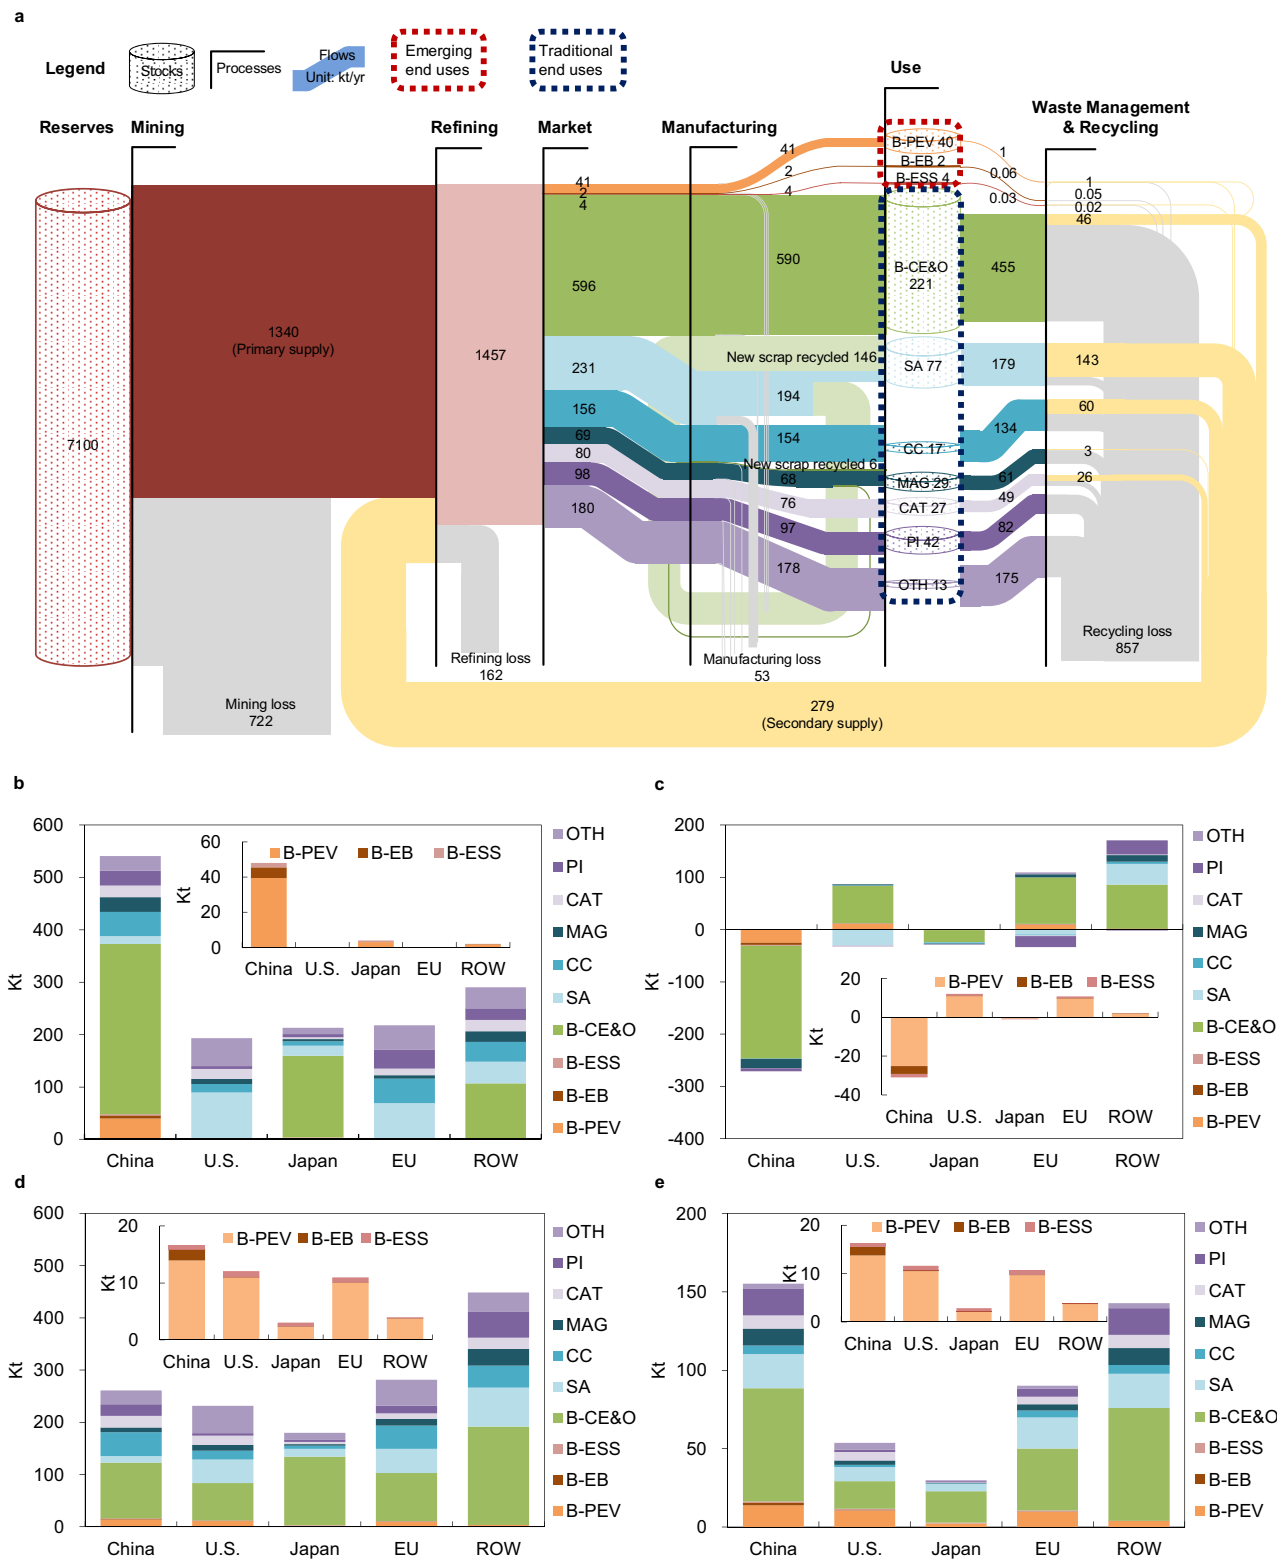 a
Legend
Stocks
Processes
Flows
Unit: kt/yr
Emerging
end uses
Traditional
end uses
Use
Reserves
Mining
Refining
Market
Manufacturing
Waste Management
& Recycling
41
B-PEV 40
1
1
2
B-EB 2
0.06
0.05
41
2
4
4
B-ESS 4
0.03
0.02
46
590
B-CE&O
221
455
596
1340
(Primary supply)
1457
New scrap recycled 146
231
194
SA 77
179
143
156
154
CC 17
134
60
7100
69
New scrap recycled 6
68
MAG 29
61
3
80
76
CAT 27
49
26
98
97
PI 42
82
180
178
OTH 13
175
Mining loss
722
Refining loss
162
Manufacturing loss
53
Recycling loss
857
279
(Secondary supply)
b
600
500
400
300
200
100
0
Kt
60
40
20
0
Kt
B-PEV
B-EB
B-ESS
China
U.S.
Japan
EU
ROW
China
U.S.
Japan
EU
ROW
OTH
PI
CAT
MAG
CC
SA
B-CE&O
B-ESS
B-EB
B-PEV
c
200
100
0
-100
-200
-300
-400
Kt
20
0
-20
-40
Kt
B-PEV
B-EB
B-ESS
China
U.S.
Japan
EU
ROW
China
U.S.
Japan
EU
ROW
OTH
PI
CAT
MAG
CC
SA
B-CE&O
B-ESS
B-EB
B-PEV
d
600
500
400
300
200
100
0
Kt
20
10
0
Kt
B-PEV
B-EB
B-ESS
China
U.S.
Japan
EU
ROW
China
U.S.
Japan
EU
ROW
OTH
PI
CAT
MAG
CC
SA
B-CE&O
B-ESS
B-EB
B-PEV
e
200
150
100
50
0
Kt
20
10
0
Kt
B-PEV
B-EB
B-ESS
China
U.S.
Japan
EU
ROW
China
U.S.
Japan
EU
ROW
OTH
PI
CAT
MAG
CC
SA
B-CE&O
B-ESS
B-EB
B-PEV